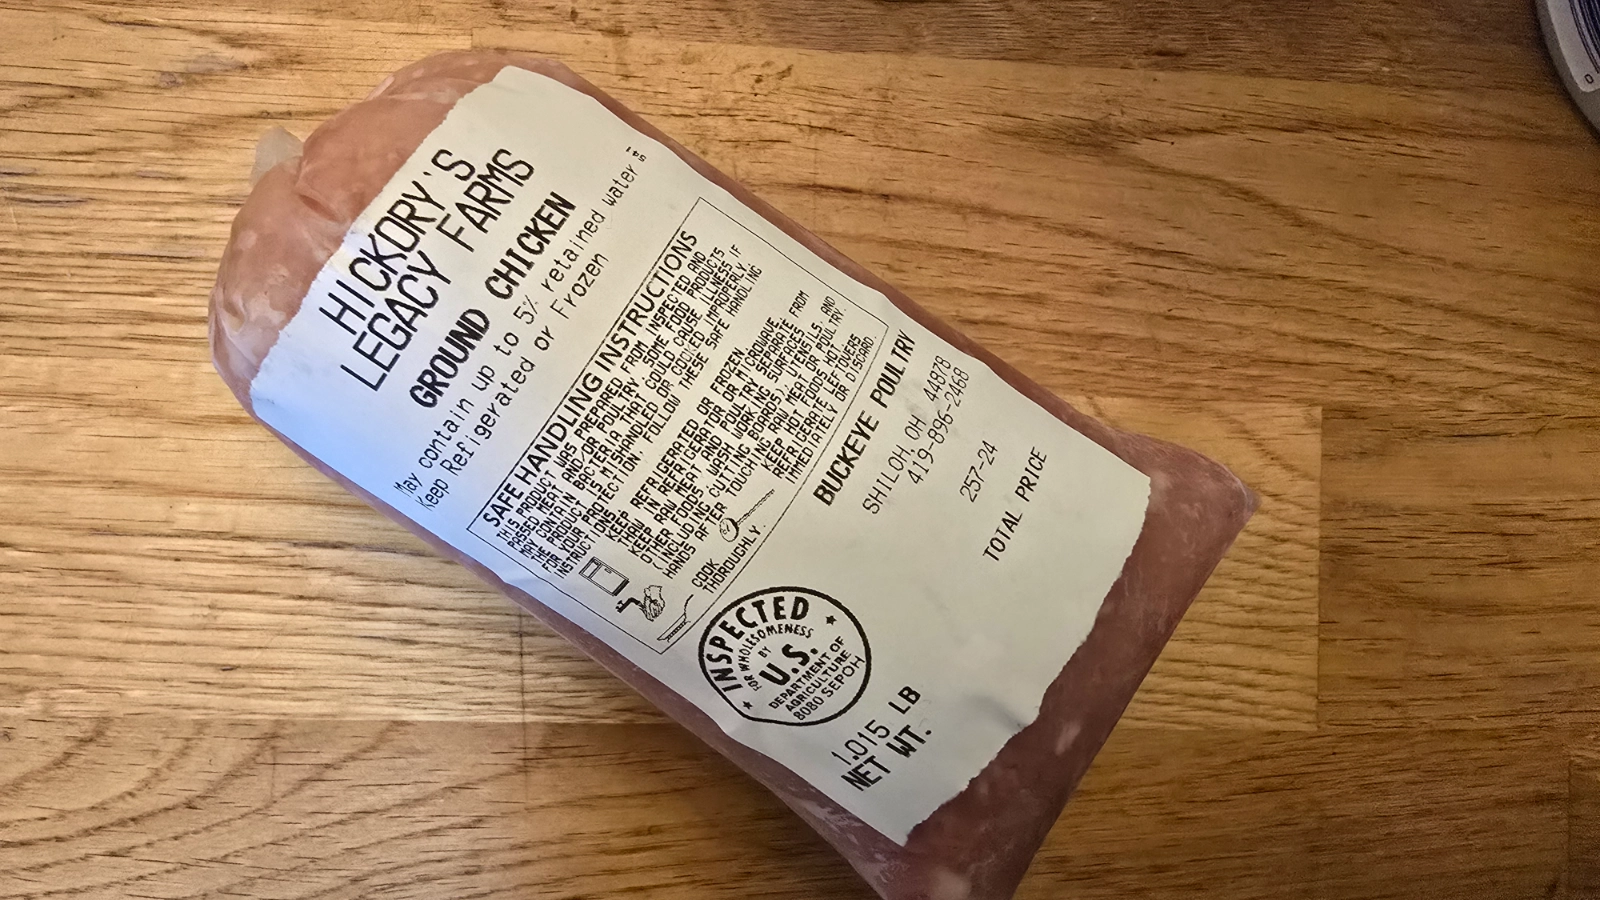 HICKORY'S
LEGACY FARMS
GROUND CHICKEN
May contain up to 5% retained water
Keep Refrigerated or Frozen
541
SAFE HANDLING INSTRUCTIONS
THIS PRODUCT WAS PREPARED FROM INSPECTED AND
PASSED MEAT AND/OR POULTRY. SOME FOOD PRODUCTS
MAY CONTAIN BACTERIA THAT COULD CAUSE ILLNESS IF
THE PRODUCT IS MISHANDLED OR COOKED IMPROPERLY.
FOR YOUR PROTECTION, FOLLOW THESE SAFE HANDLING
INSTRUCTIONS.
KEEP REFRIGERATED OR FROZEN
THAW IN REFRIGERATOR OR MICROWAVE.
KEEP RAW MEAT AND POULTRY SEPARATE FROM
OTHER FOODS. WASH WORKING SURFACES
(INCLUDING CUTTING BOARDS), UTENSILS, AND
HANDS AFTER TOUCHING RAW MEAT OR POULTRY.
COOK
THOROUGHLY.
KEEP HOT FOODS HOT.
REFRIGERATE LEFTOVERS
IMMEDIATELY OR DISCARD.
BUCKEYE POULTRY
SHILOH, OH 44878
419-896-2468
257-24
TOTAL PRICE
INSPECTED
FOR WHOLESOMENESS
BY
U.S.
DEPARTMENT OF
AGRICULTURE
8080 SEPOH
1.015 LB
NET WT.